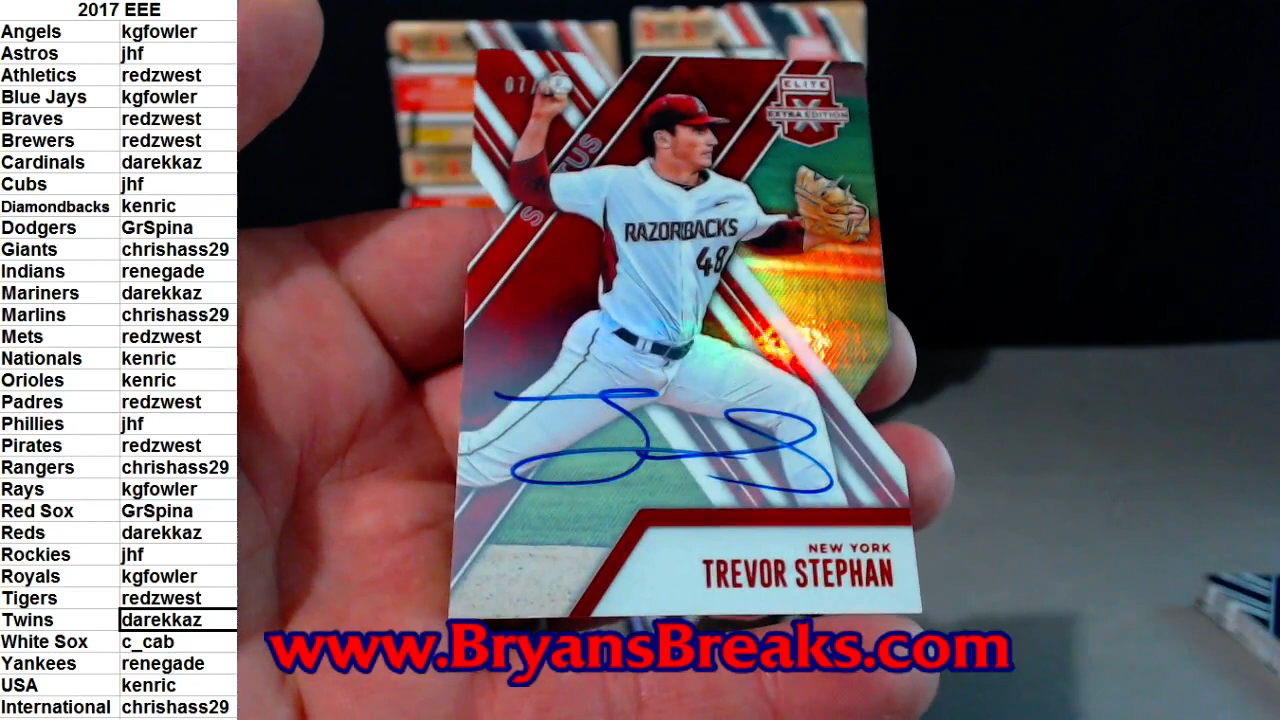 2017 EEE
Angels kgfowler
Astros jhf
Athletics redzwest
Blue Jays kgfowler
Braves redzwest
Brewers redzwest
Cardinals darekkaz
Cubs jhf
Diamondbacks kenric
Dodgers GrSpina
Giants chrishass29
Indians renegade
Mariners darekkaz
Marlins chrishass29
Mets redzwest
Nationals kenric
Orioles kenric
Padres redzwest
Phillies jhf
Pirates redzwest
Rangers chrishass29
Rays kgfowler
Red Sox GrSpina
Reds darekkaz
Rockies jhf
Royals kgfowler
Tigers redzwest
Twins darekkaz
White Sox c_cab
Yankees renegade
USA kenric
International chrishass29
07/
ELITE
X
EXTRA EDITION
RAZORBACKS
48
NEW YORK
TREVOR STEPHAN
www.BryansBreaks.com